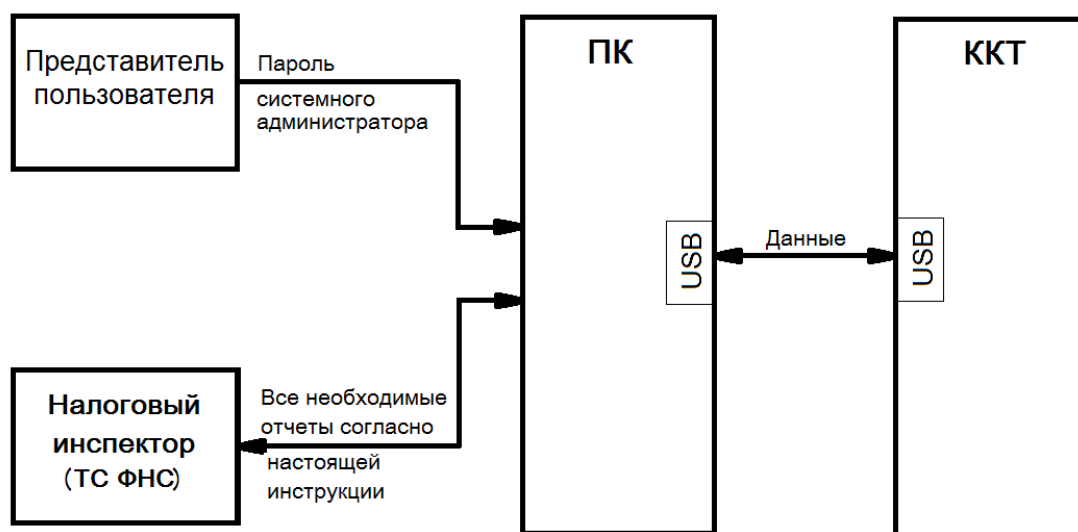 Представитель
пользователя
Пароль
системного
администратора
ПК
ККТ
USB
Данные
USB
Налоговый
инспектор
(ТС ФНС)
Все необходимые
отчеты согласно
настоящей
инструкции